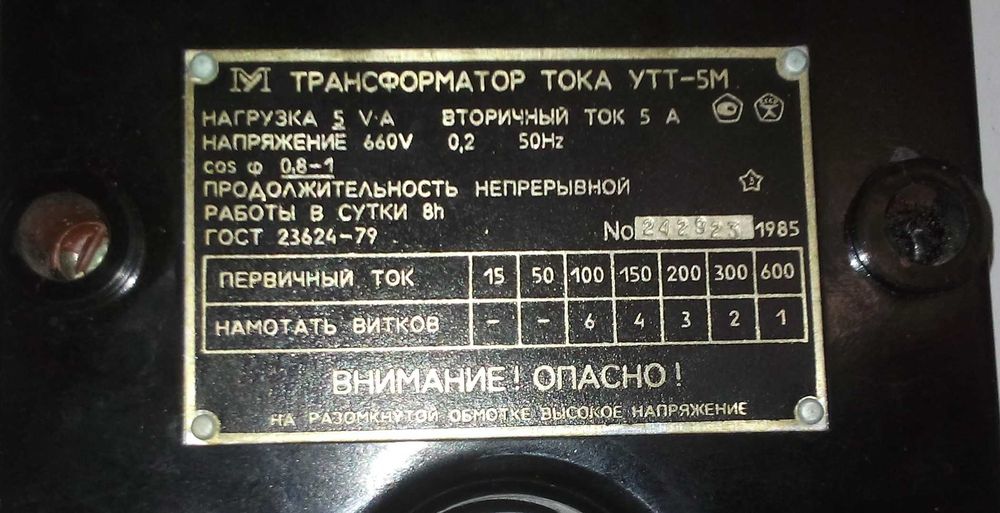 ТРАНСФОРМАТОР ТОКА УТТ-5М
НАГРУЗКА 5 V·A ВТОРИЧНЫЙ ТОК 5 А
НАПРЯЖЕНИЕ 660V 0,2 50Hz
cos φ 0,8-1
ПРОДОЛЖИТЕЛЬНОСТЬ НЕПРЕРЫВНОЙ
РАБОТЫ В СУТКИ 8h
ГОСТ 23624-79 No 242923 1985
ПЕРВИЧНЫЙ ТОК 15 50 100 150 200 300 600
НАМОТАТЬ ВИТКОВ - - 6 4 3 2 1
ВНИМАНИЕ! ОПАСНО!
НА РАЗОМКНУТОЙ ОБМОТКЕ ВЫСОКОЕ НАПРЯЖЕНИЕ